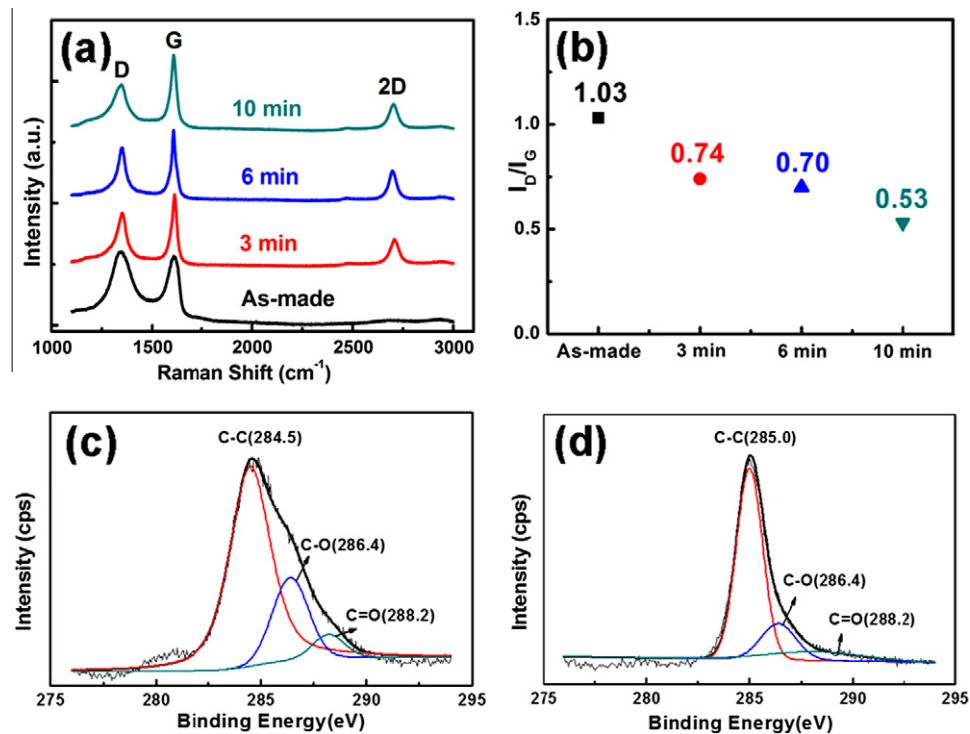 (a)
D
G
2D
10 min
6 min
3 min
As-made
Intensity (a.u.)
1000 1500 2000 2500 3000
Raman Shift (cm⁻¹)
(b)
1.03
0.74
0.70
0.53
I_D/I_G
1.5
1.0
0.5
0.0
As-made 3 min 6 min 10 min
(c)
C-C(284.5)
C-O(286.4)
C=O(288.2)
Intensity (cps)
275 280 285 290 295
Binding Energy(eV)
(d)
C-C(285.0)
C-O(286.4)
C=O(288.2)
Intensity (cps)
275 280 285 290 295
Binding Energy(eV)